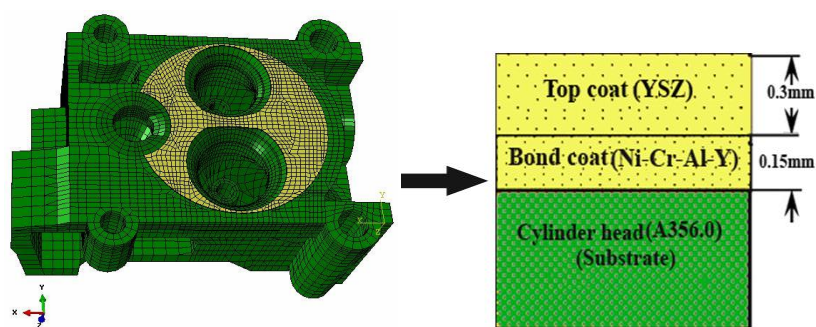 Top coat (YSZ)
0.3mm
Bond coat(Ni-Cr-Al-Y)
0.15mm
Cylinder head(A356.0)
(Substrate)
Y
X
Z
Y
X
Z